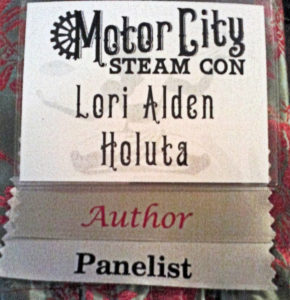 Motor City
STEAM CON
Lori Alden
Holuta
Author
Panelist